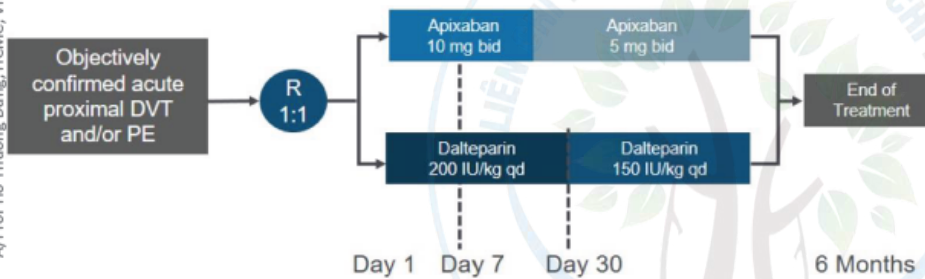 Objectively
confirmed acute
proximal DVT
and/or PE
R
1:1
Apixaban
10 mg bid
Apixaban
5 mg bid
Dalteparin
200 IU/kg qd
Dalteparin
150 IU/kg qd
End of
Treatment
Day 1
Day 7
Day 30
6 Months
LIÊN
CHI